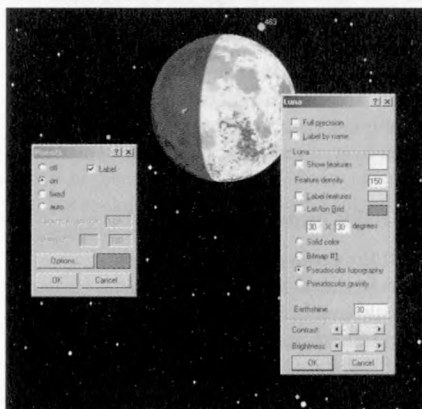 463
Luna
Full precision
Label by name
Luna
Show features
Feature density: 150
Label features
Lat/lon Grid
30 X 30 degrees
Solid color
Bitmap #1
Pseudocolor topography
Pseudocolor gravity
Earthshine: 30
Contrast:
Brightness:
OK Cancel
off Label
on
fixed
auto
Options...
OK Cancel